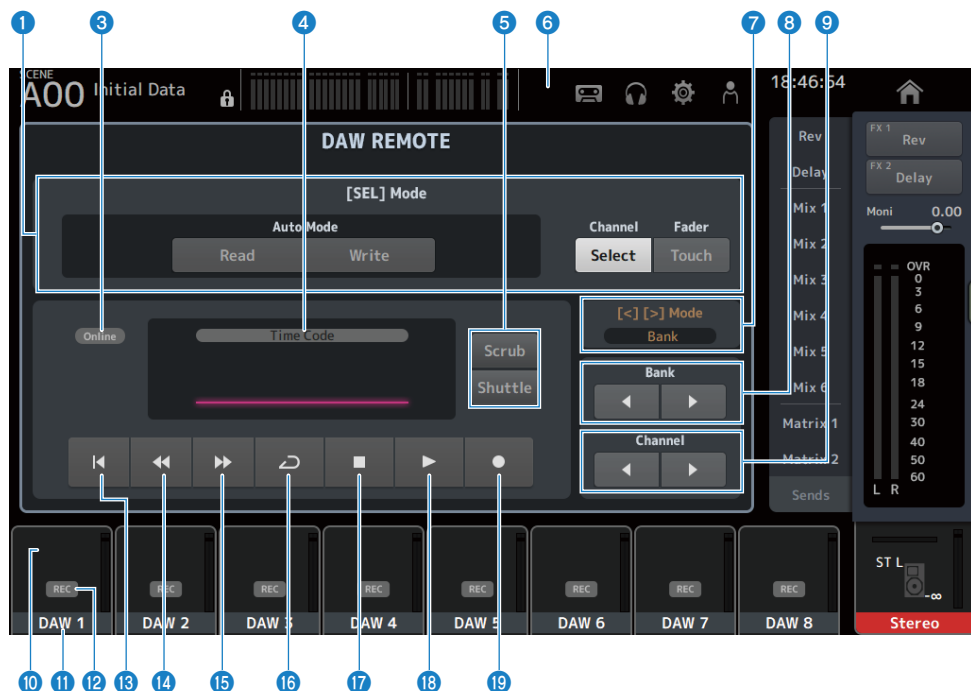 1 3 4 5 6 7 8 9
SCENE
A00 Initial Data
18:46:54
DAW REMOTE
[SEL] Mode
Auto Mode
Read Write
Channel Fader
Select Touch
Online
Time Code
Scrub
Shuttle
[<] [>] Mode
Bank
Bank
Channel
Rev
Delay
Mix 1
Mix 2
Mix 3
Mix 4
Mix 5
Mix 6
Matrix 1
Matrix 2
Sends
FX 1
Rev
FX 2
Delay
Moni 0.00
OVR
0
3
6
9
12
15
18
24
30
40
50
60
L R
REC REC REC REC REC REC REC REC
DAW 1 DAW 2 DAW 3 DAW 4 DAW 5 DAW 6 DAW 7 DAW 8
ST L
-∞
Stereo
10 11 12 13 14 15 16 17 18 19